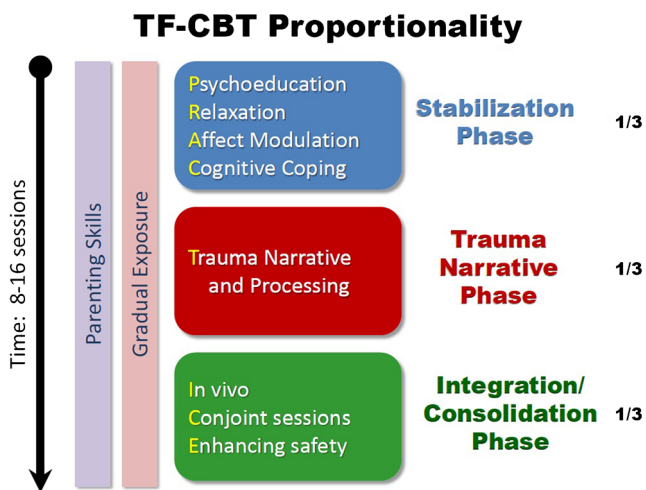 TF-CBT Proportionality
Time: 8-16 sessions
Parenting Skills
Gradual Exposure
Psychoeducation
Relaxation
Affect Modulation
Cognitive Coping
Stabilization
Phase
1/3
Trauma Narrative
and Processing
Trauma
Narrative
Phase
1/3
In vivo
Conjoint sessions
Enhancing safety
Integration/
Consolidation
Phase
1/3